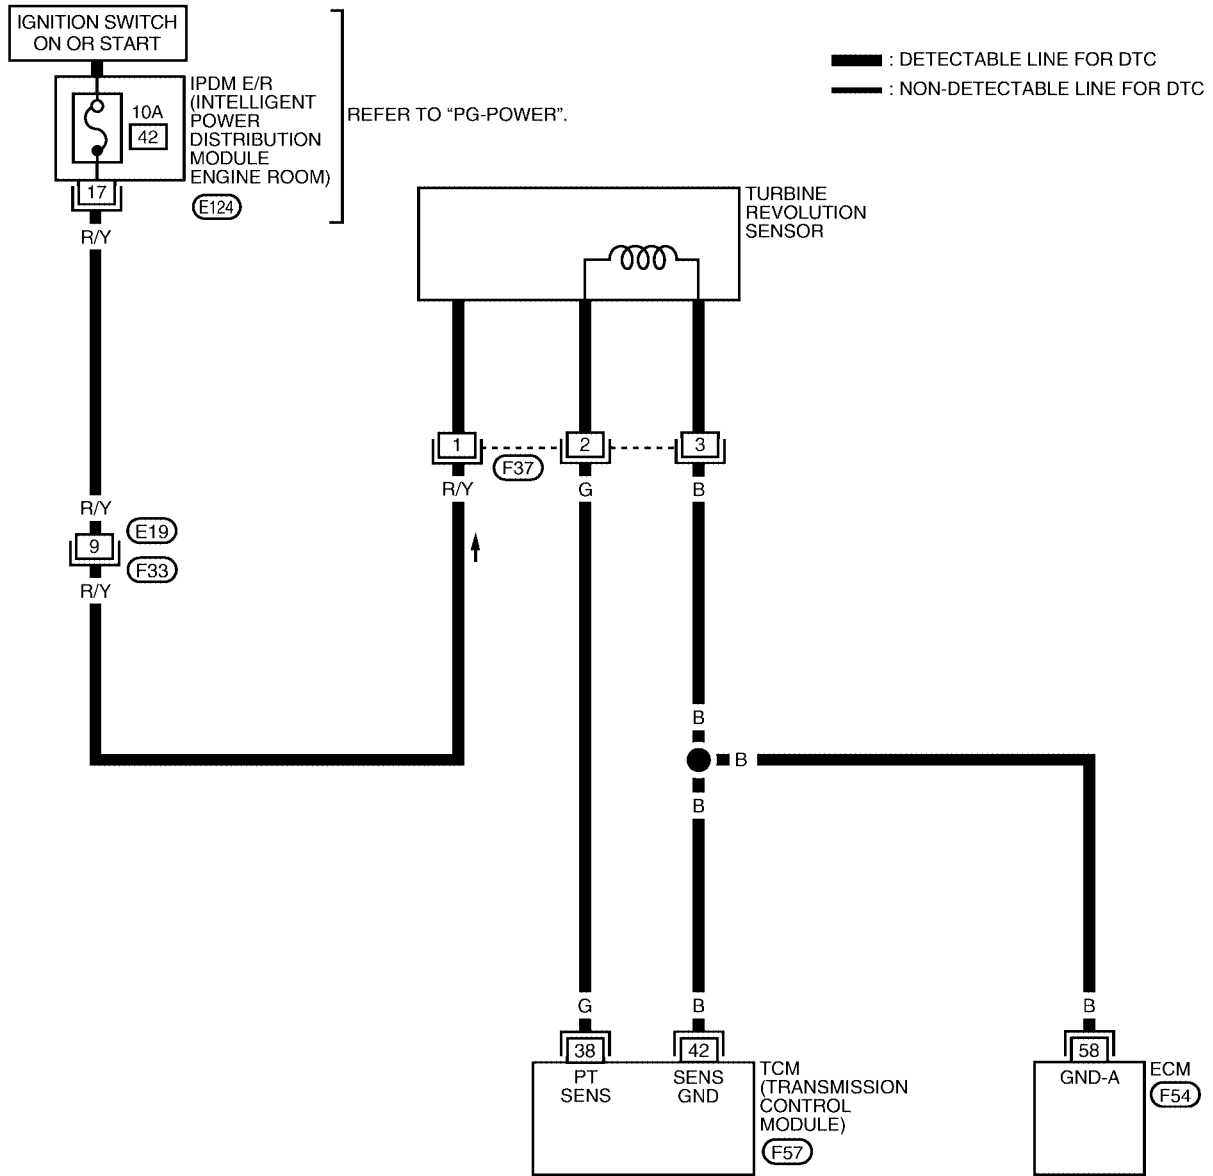 IGNITION SWITCH
ON OR START
IPDM E/R
(INTELLIGENT
POWER
DISTRIBUTION
MODULE
ENGINE ROOM)
10A
42
17
E124
REFER TO “PG-POWER”.
: DETECTABLE LINE FOR DTC
: NON-DETECTABLE LINE FOR DTC
R/Y
TURBINE
REVOLUTION
SENSOR
1
2
3
F37
R/Y
G
B
R/Y
E19
9
F33
R/Y
B
B
B
G
B
B
38
42
58
PT
SENS
SENS
GND
TCM
(TRANSMISSION
CONTROL
MODULE)
F57
GND-A
ECM
F54